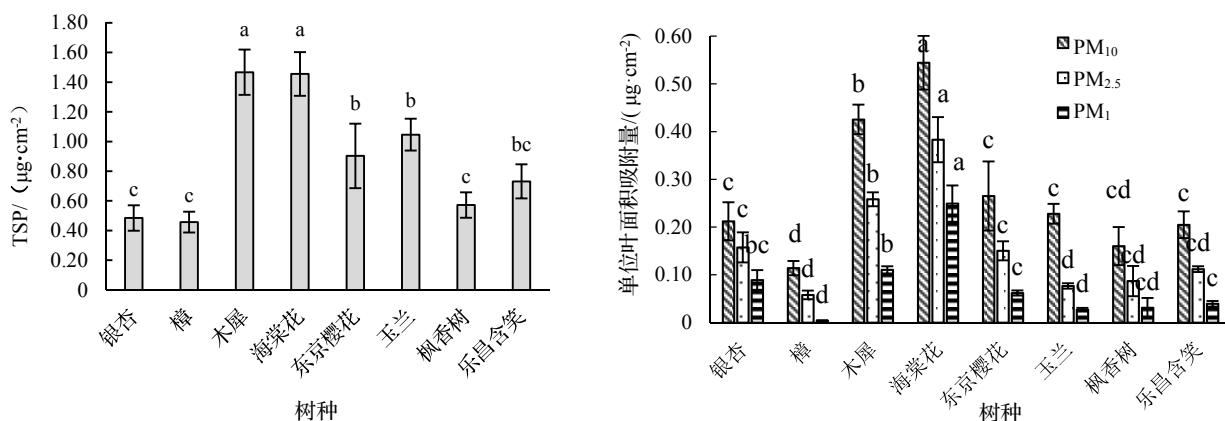 TSP/（μg•cm-2）
1.80
1.60
1.40
1.20
1.00
0.80
0.60
0.40
0.20
0.00
c
c
a
a
b
b
c
bc
银杏
樟
木犀
海棠花
东京樱花
玉兰
枫香树
乐昌含笑
树种
单位叶面积吸附量/(μg·cm-2)
0.60
0.50
0.40
0.30
0.20
0.10
0
PM10
PM2.5
PM1
c
c
bc
d
d
d
b
b
b
a
a
a
c
c
c
c
d
d
cd
cd
cd
c
cd
c
银杏
樟
木犀
海棠花
东京樱花
玉兰
枫香树
乐昌含笑
树种